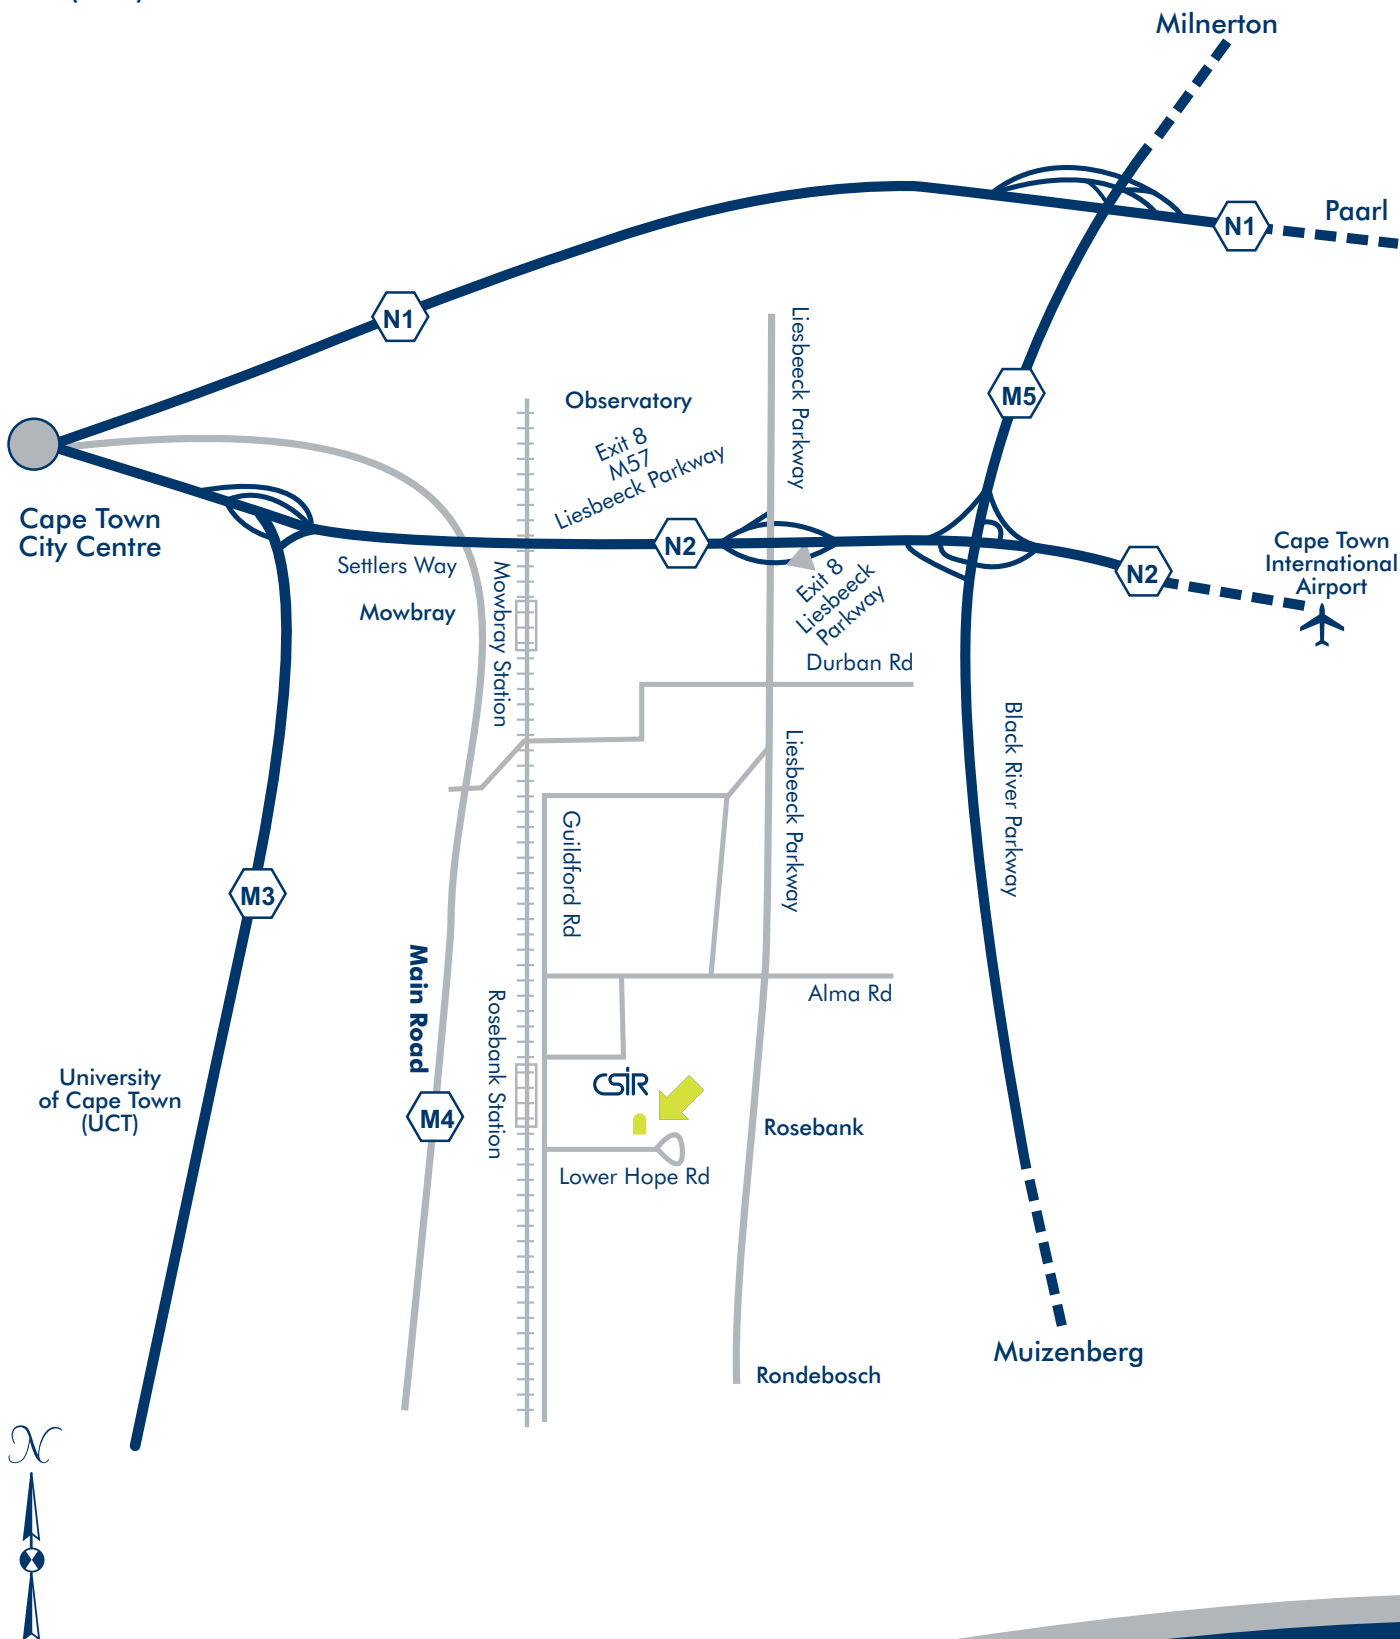 Milnerton
Paarl
N1
N1
Liesbeeck Parkway
M5
Observatory
Exit 8
M57
Liesbeeck Parkway
Cape Town
City Centre
N2
Settlers Way
Mowbray
Mowbray Station
Exit 8
Liesbeeck
Parkway
Cape Town
International
Airport
N2
Durban Rd
Black River Parkway
Liesbeeck Parkway
Guildford Rd
M3
Main Road
Alma Rd
Rosebank Station
University
of Cape Town
(UCT)
CSIR
M4
Rosebank
Lower Hope Rd
Muizenberg
Rondebosch
N